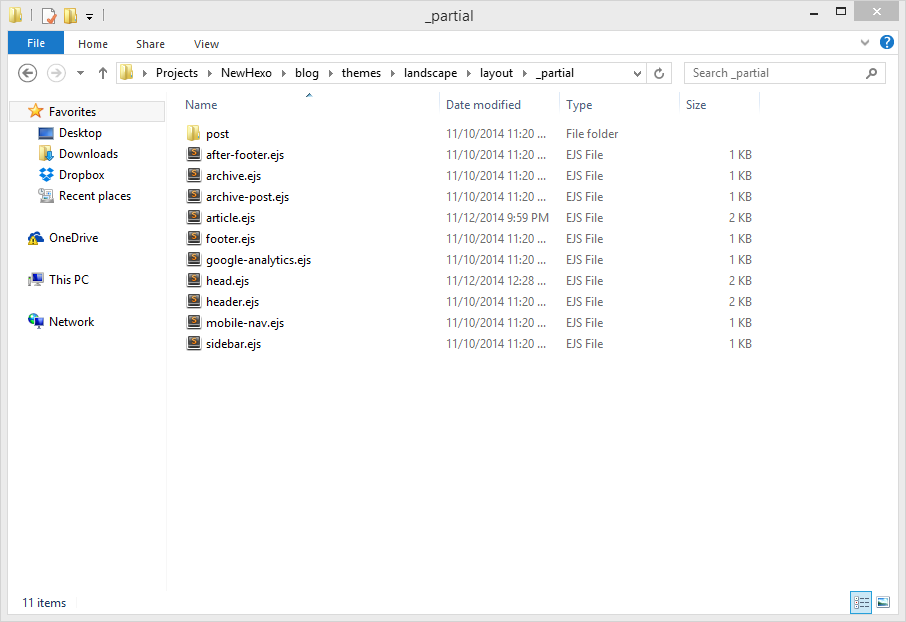 _partial
File Home Share View
Projects NewHexo blog themes landscape layout _partial Search _partial
Name Date modified Type Size
Favorites
Desktop
Downloads
Dropbox
Recent places
OneDrive
This PC
Network
post 11/10/2014 11:20 ... File folder
after-footer.ejs 11/10/2014 11:20 ... EJS File 1 KB
archive.ejs 11/10/2014 11:20 ... EJS File 1 KB
archive-post.ejs 11/10/2014 11:20 ... EJS File 1 KB
article.ejs 11/12/2014 9:59 PM EJS File 2 KB
footer.ejs 11/10/2014 11:20 ... EJS File 1 KB
google-analytics.ejs 11/10/2014 11:20 ... EJS File 1 KB
head.ejs 11/12/2014 12:28 ... EJS File 2 KB
header.ejs 11/10/2014 11:20 ... EJS File 2 KB
mobile-nav.ejs 11/10/2014 11:20 ... EJS File 1 KB
sidebar.ejs 11/10/2014 11:20 ... EJS File 1 KB
11 items